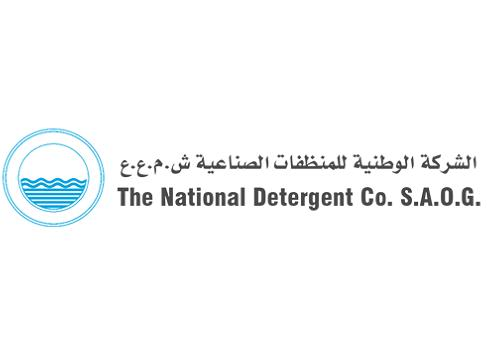 الشركة الوطنية للمنظفات الصناعية ش.م.ع.ع
The National Detergent Co. S.A.O.G.